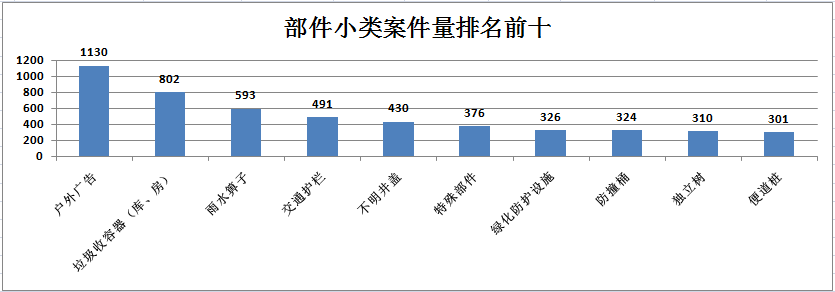 部件小类案件量排名前十
1200
1000
800
600
400
200
0
1130
802
593
491
430
376
326
324
310
301
户外广告
垃圾收容器（库、房）
雨水箅子
交通护栏
不明井盖
特殊部件
绿化防护设施
防撞桶
独立树
便道桩